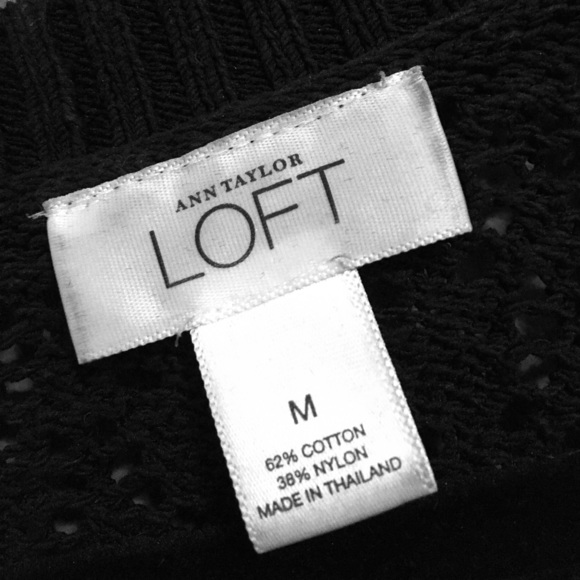 ANN TAYLOR
LOFT
M
62% COTTON
38% NYLON
MADE IN THAILAND